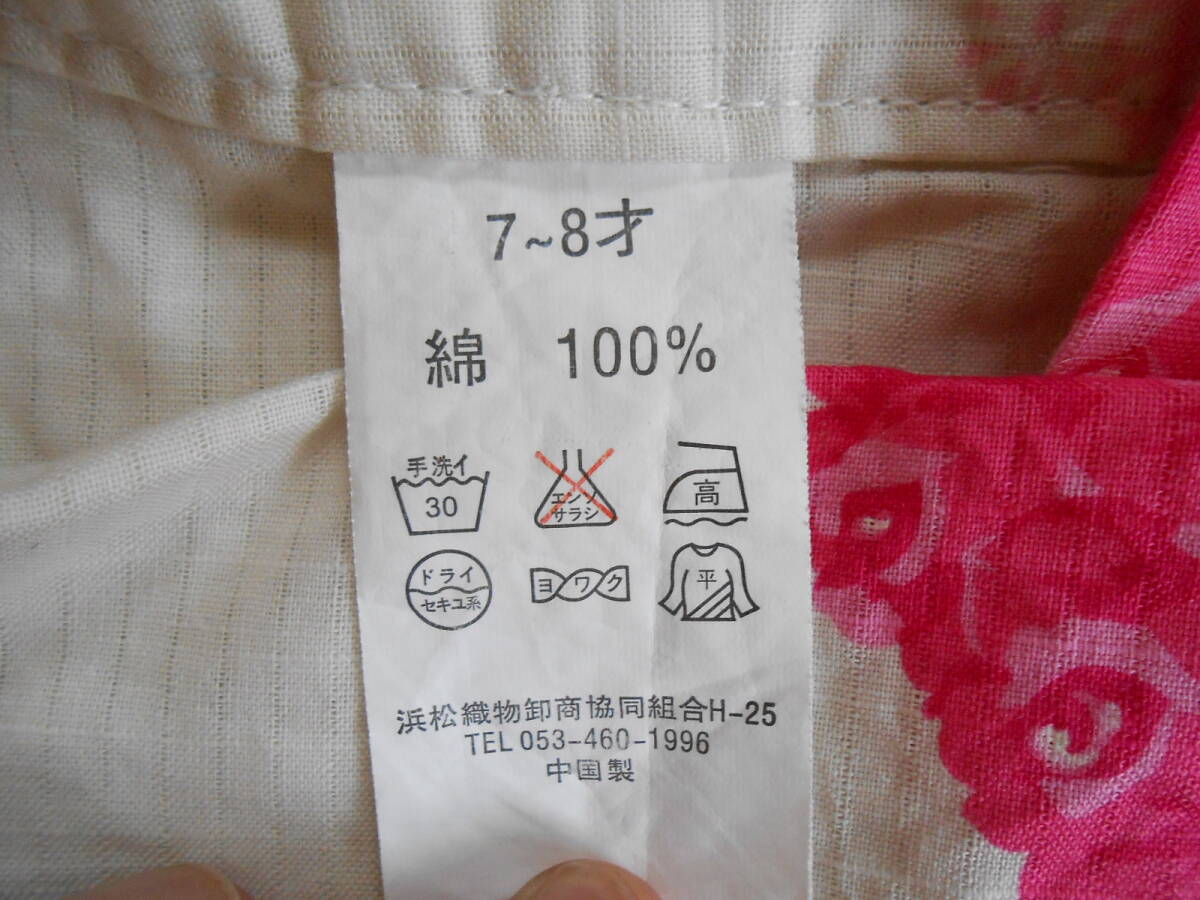 7~8才
綿 100%
手洗イ
30
エンソ
サラシ
高
ドライ
セキユ系
ヨワク
平
浜松織物卸商協同組合H-25
TEL 053-460-1996
中国製